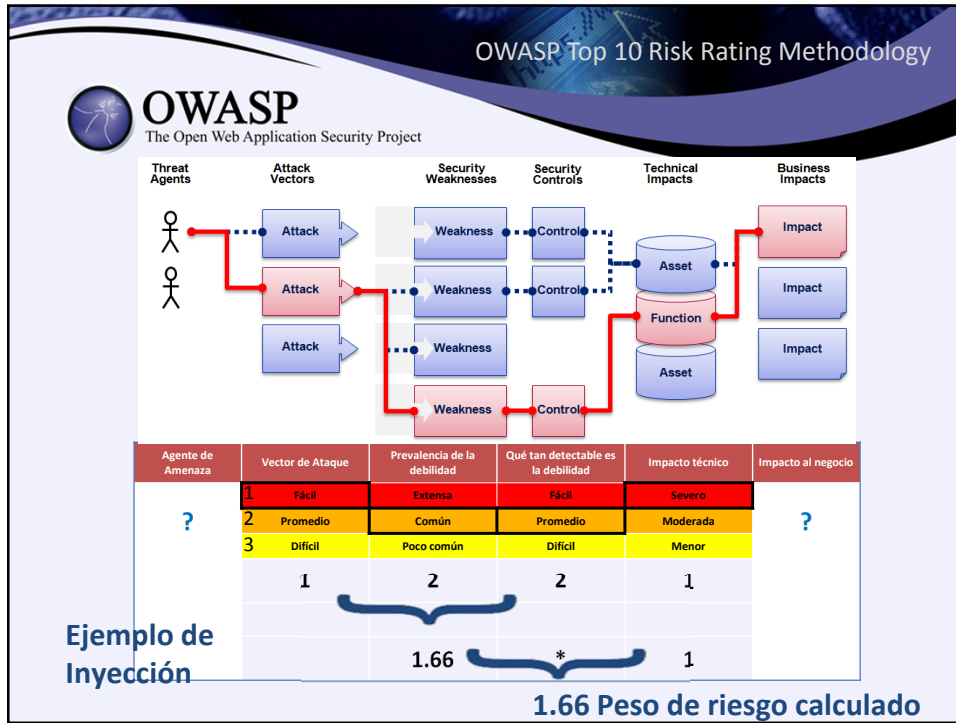 OWASP Top 10 Risk Rating Methodology
OWASP
The Open Web Application Security Project
Threat Agents
Attack Vectors
Security Weaknesses
Security Controls
Technical Impacts
Business Impacts
Attack
Weakness
Control
Impact
Asset
Attack
Weakness
Control
Impact
Function
Attack
Weakness
Impact
Asset
Weakness
Control
Agente de Amenaza
Vector de Ataque
Prevalencia de la debilidad
Qué tan detectable es la debilidad
Impacto técnico
Impacto al negocio
1 Fácil Extensa Fácil Severo
? 2 Promedio Común Promedio Moderada ?
3 Difícil Poco común Difícil Menor
1 2 2 1
1.66 * 1
Ejemplo de
Inyección
1.66 Peso de riesgo calculado